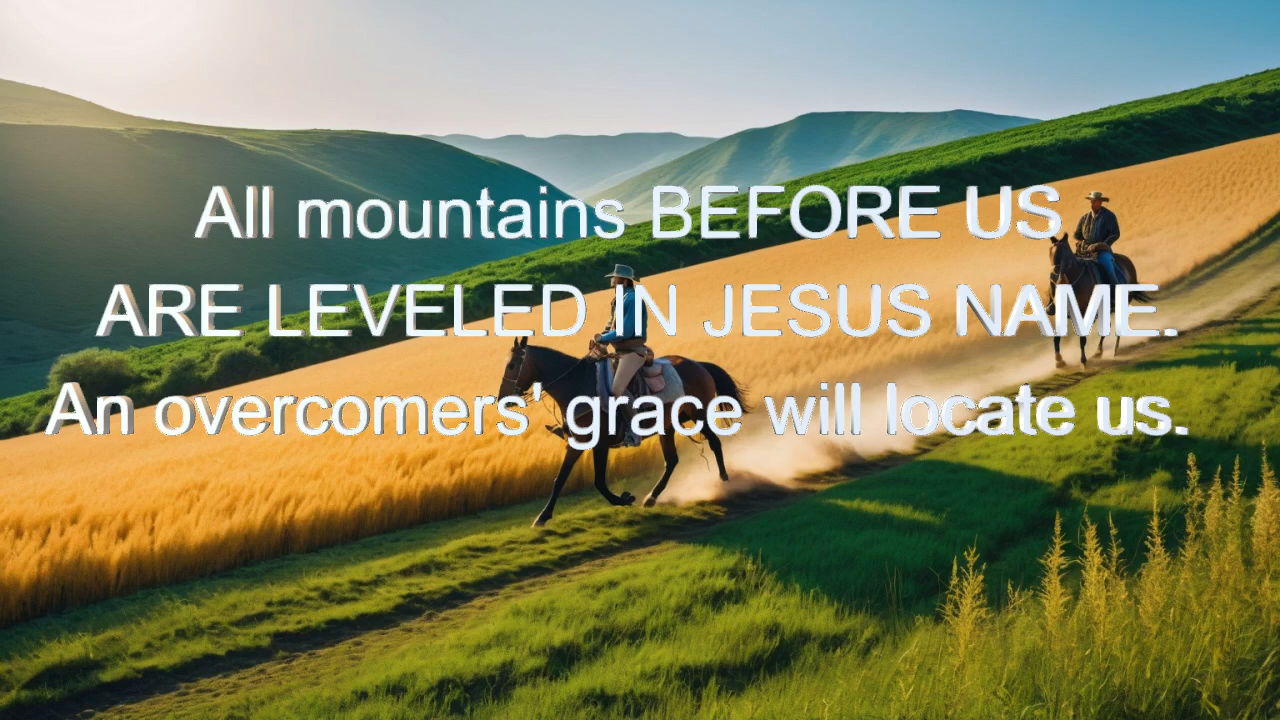 All mountains BEFORE US
ARE LEVELED IN JESUS NAME.
An overcomers' grace will locate us.